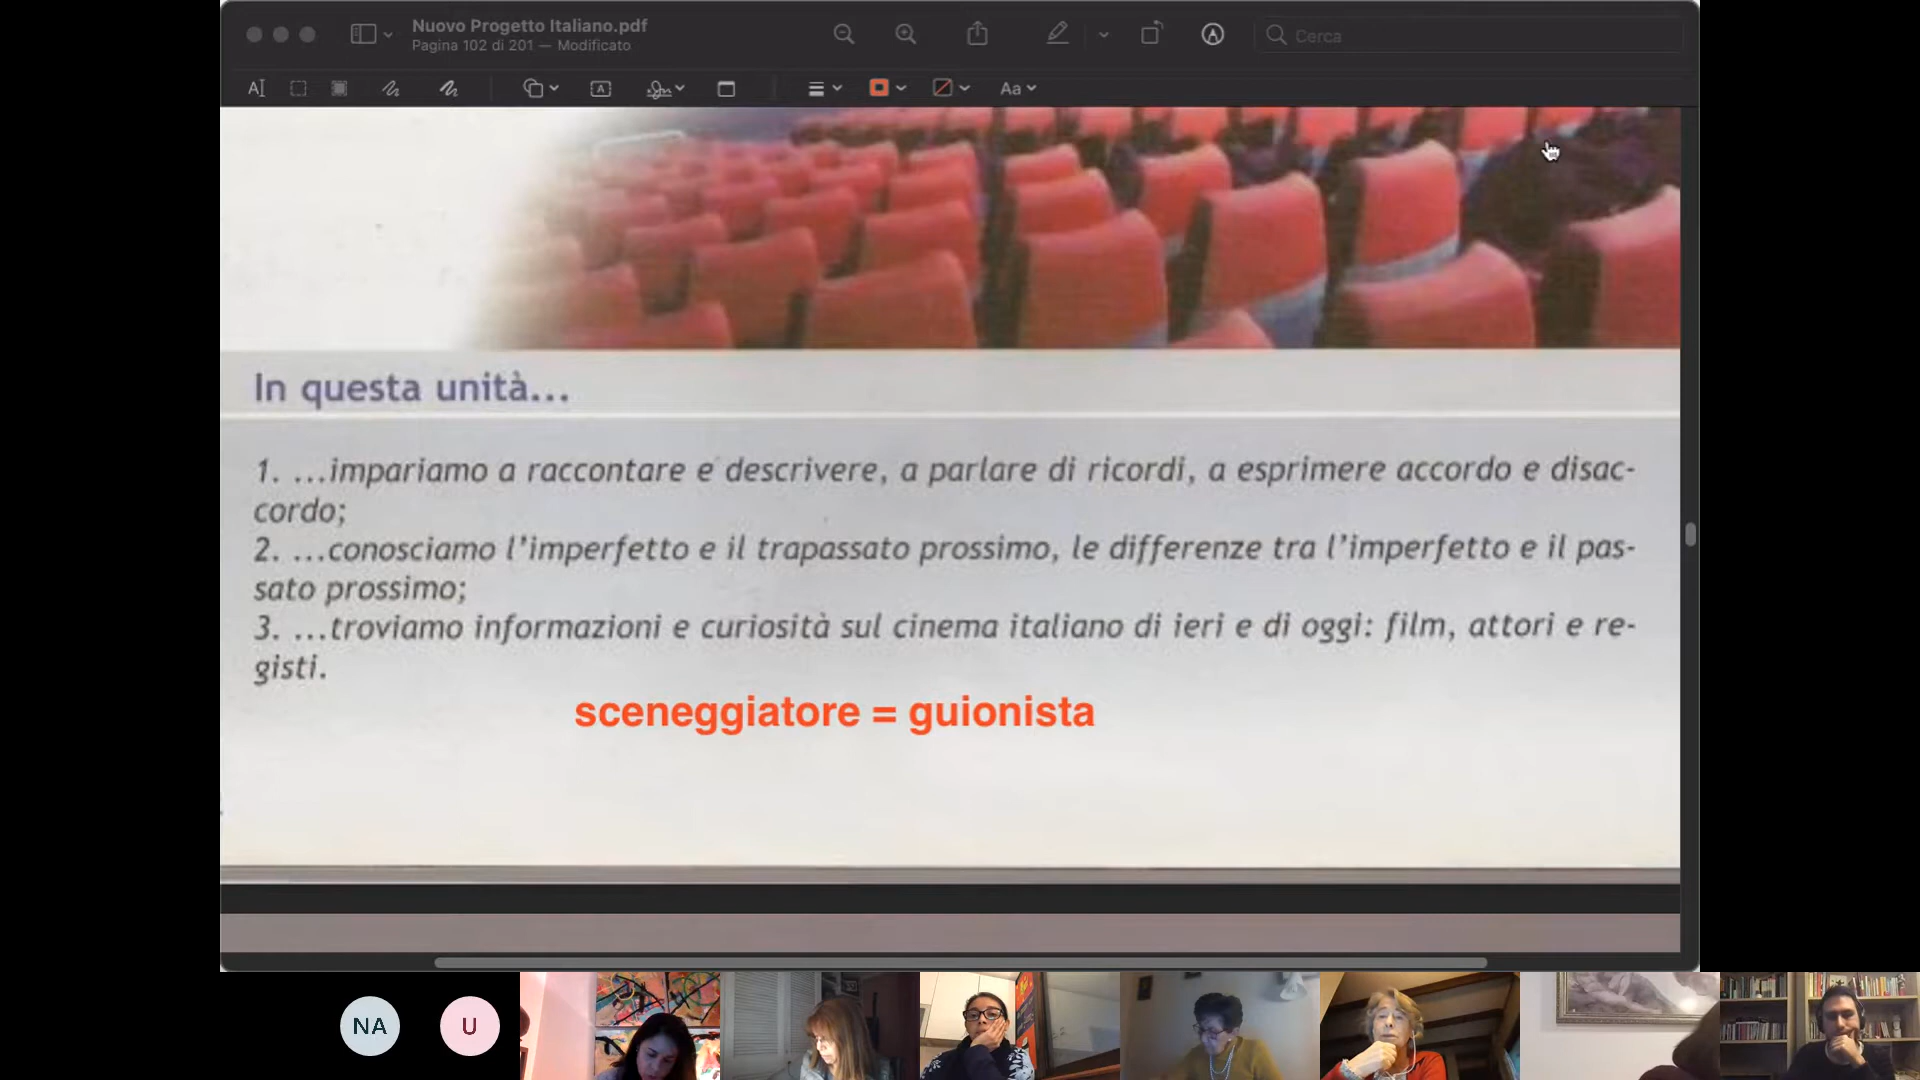 Nuovo Progetto Italiano.pdf
Pagina 102 di 201 — Modificato
Cerca
AI
A
Aa
In questa unità...
1. ...impariamo a raccontare e descrivere, a parlare di ricordi, a esprimere accordo e disac-
cordo;
2. ...conosciamo l'imperfetto e il trapassato prossimo, le differenze tra l'imperfetto e il pas-
sato prossimo;
3. ...troviamo informazioni e curiosità sul cinema italiano di ieri e di oggi: film, attori e re-
gisti.
sceneggiatore = guionista
NA
U